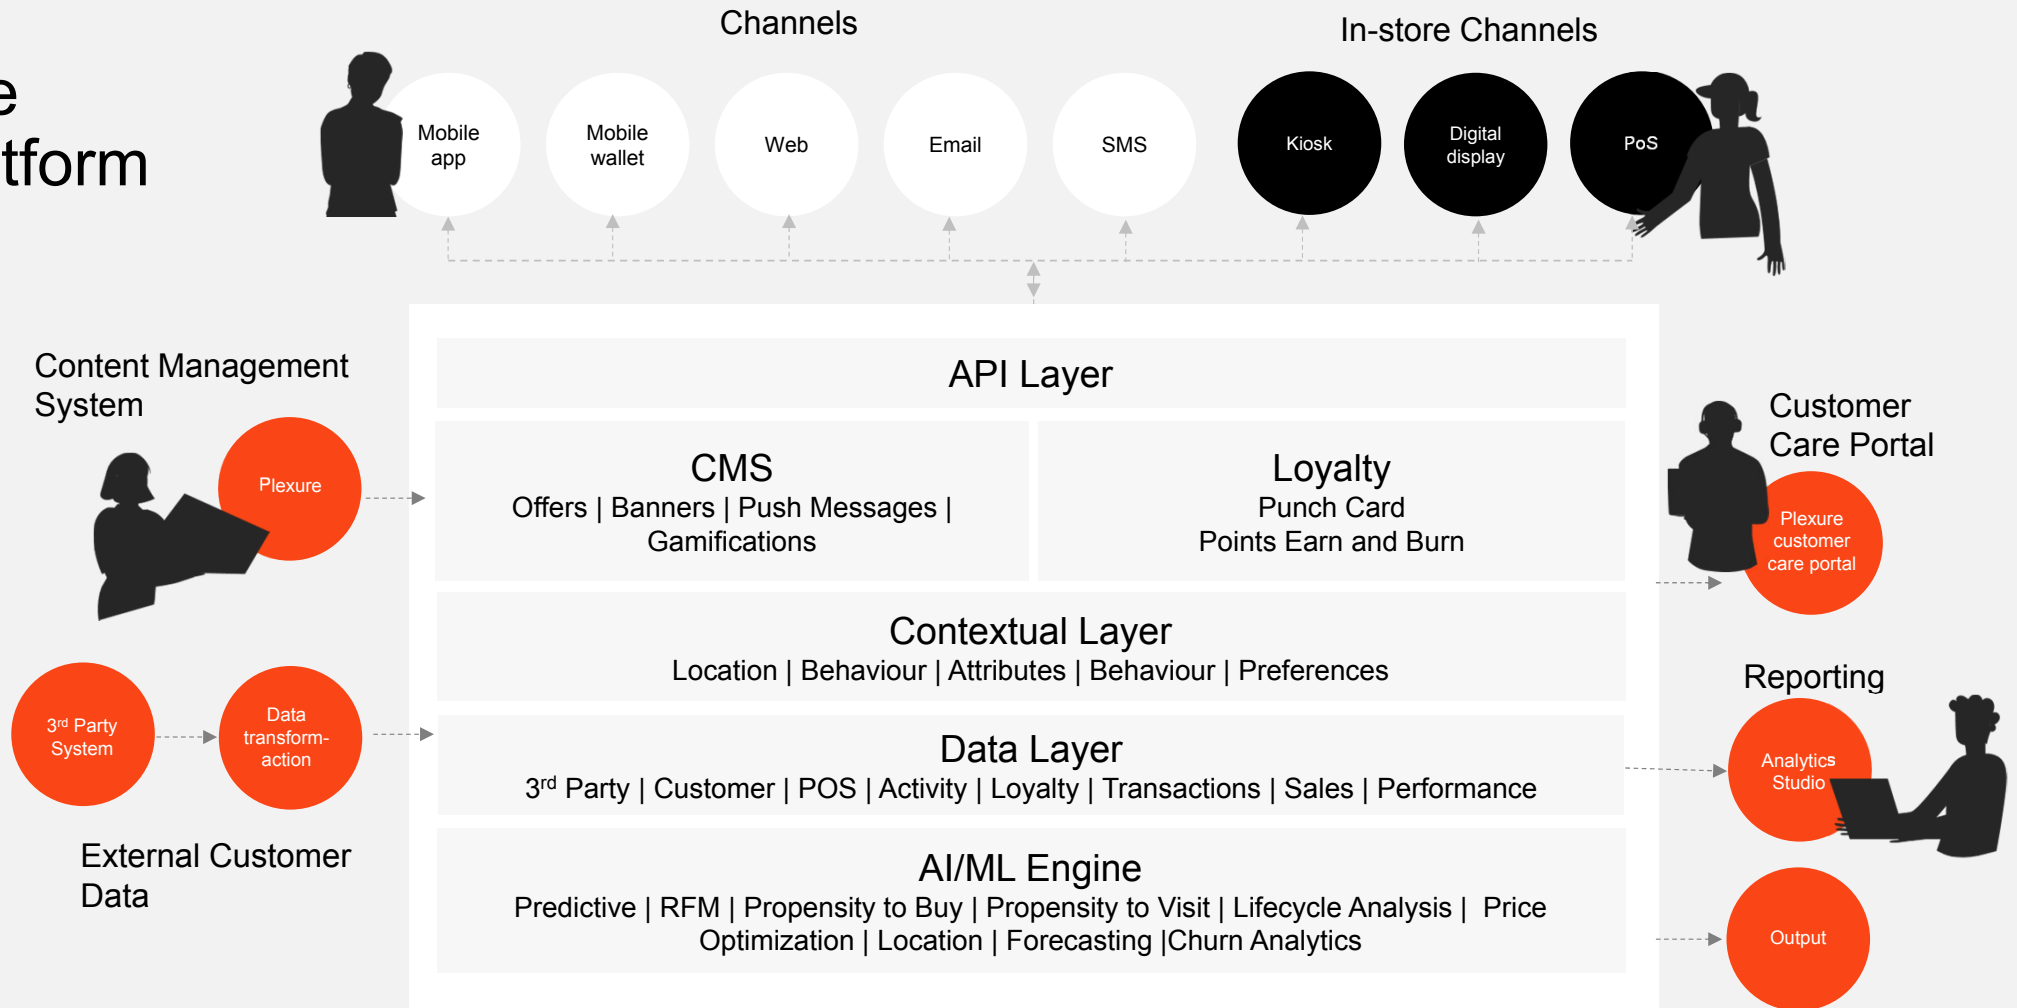 e
tform
Channels
In-store Channels
Mobile
app
Mobile
wallet
Web
Email
SMS
Kiosk
Digital
display
PoS
Content Management
System
Plexure
API Layer
CMS
Offers | Banners | Push Messages |
Gamifications
Loyalty
Punch Card
Points Earn and Burn
Customer
Care Portal
Plexure
customer
care portal
Contextual Layer
Location | Behaviour | Attributes | Behaviour | Preferences
3rd Party
System
Data
transform-
action
External Customer
Data
Data Layer
3rd Party | Customer | POS | Activity | Loyalty | Transactions | Sales | Performance
Reporting
Analytics
Studio
AI/ML Engine
Predictive | RFM | Propensity to Buy | Propensity to Visit | Lifecycle Analysis | Price
Optimization | Location | Forecasting |Churn Analytics
Output